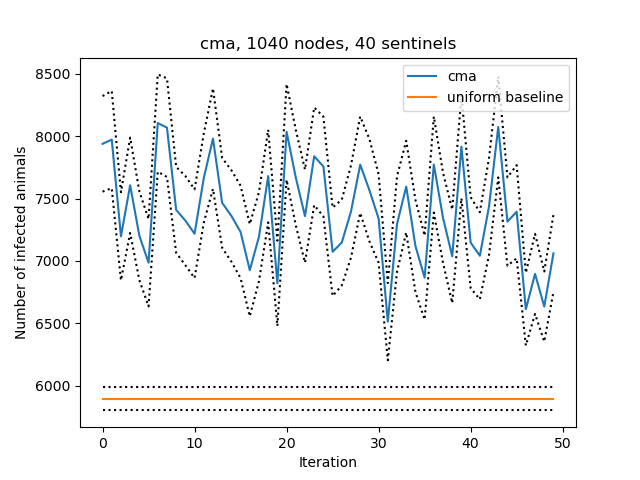 cma, 1040 nodes, 40 sentinels
cma
uniform baseline
8500
8000
7500
7000
6500
6000
Number of infected animals
0
10
20
30
40
50
Iteration